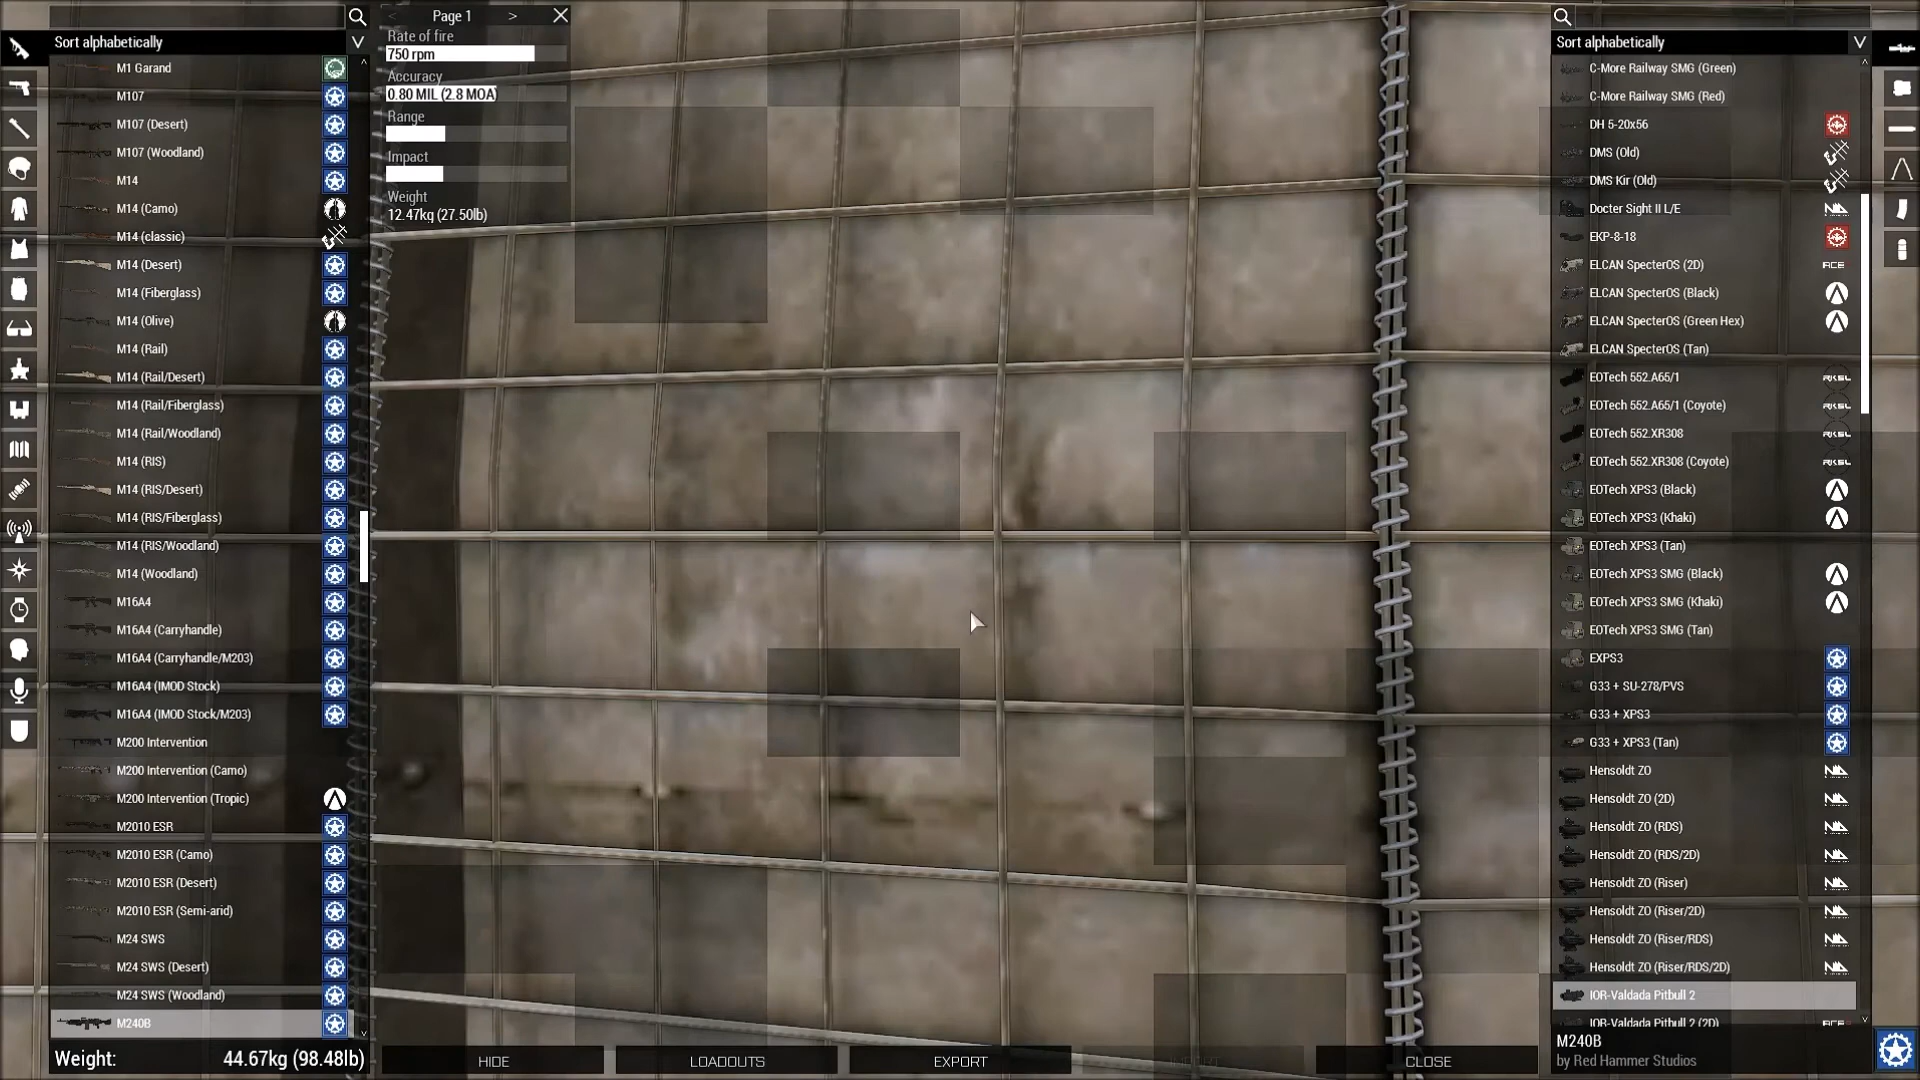 Sort alphabetically
M1 Garand
M107
M107 (Desert)
M107 (Woodland)
M14
M14 (Camo)
M14 (classic)
M14 (Desert)
M14 (Fiberglass)
M14 (Olive)
M14 (Rail)
M14 (Rail/Desert)
M14 (Rail/Fiberglass)
M14 (Rail/Woodland)
M14 (RIS)
M14 (RIS/Desert)
M14 (RIS/Fiberglass)
M14 (RIS/Woodland)
M14 (Woodland)
M16A4
M16A4 (Carryhandle)
M16A4 (Carryhandle/M203)
M16A4 (IMOD Stock)
M16A4 (IMOD Stock/M203)
M200 Intervention
M200 Intervention (Camo)
M200 Intervention (Tropic)
M2010 ESR
M2010 ESR (Camo)
M2010 ESR (Desert)
M2010 ESR (Semi-arid)
M24 SWS
M24 SWS (Desert)
M24 SWS (Woodland)
M240B
Weight: 44.67kg (98.48lb)
< Page 1 >
Rate of fire
750 rpm
Accuracy
0.80 MIL (2.8 MOA)
Range
Impact
Weight
12.47kg (27.50lb)
HIDE
LOADOUTS
EXPORT
IMPORT
CLOSE
Sort alphabetically
C-More Railway SMG (Green)
C-More Railway SMG (Red)
DH 5-20x56
DMS (Old)
DMS Kir (Old)
Docter Sight II L/E
EKP-8-18
ELCAN SpecterOS (2D) ACE
ELCAN SpecterOS (Black)
ELCAN SpecterOS (Green Hex)
ELCAN SpecterOS (Tan)
EOTech 552.A65/1
EOTech 552.A65/1 (Coyote)
EOTech 552.XR308
EOTech 552.XR308 (Coyote)
EOTech XPS3 (Black)
EOTech XPS3 (Khaki)
EOTech XPS3 (Tan)
EOTech XPS3 SMG (Black)
EOTech XPS3 SMG (Khaki)
EOTech XPS3 SMG (Tan)
EXPS3
G33 + SU-278/PVS
G33 + XPS3
G33 + XPS3 (Tan)
Hensoldt ZO
Hensoldt ZO (2D)
Hensoldt ZO (RDS)
Hensoldt ZO (RDS/2D)
Hensoldt ZO (Riser)
Hensoldt ZO (Riser/2D)
Hensoldt ZO (Riser/RDS)
Hensoldt ZO (Riser/RDS/2D)
IOR-Valdada Pitbull 2
IOR-Valdada Pitbull 2 (2D) ACE
M240B
by Red Hammer Studios